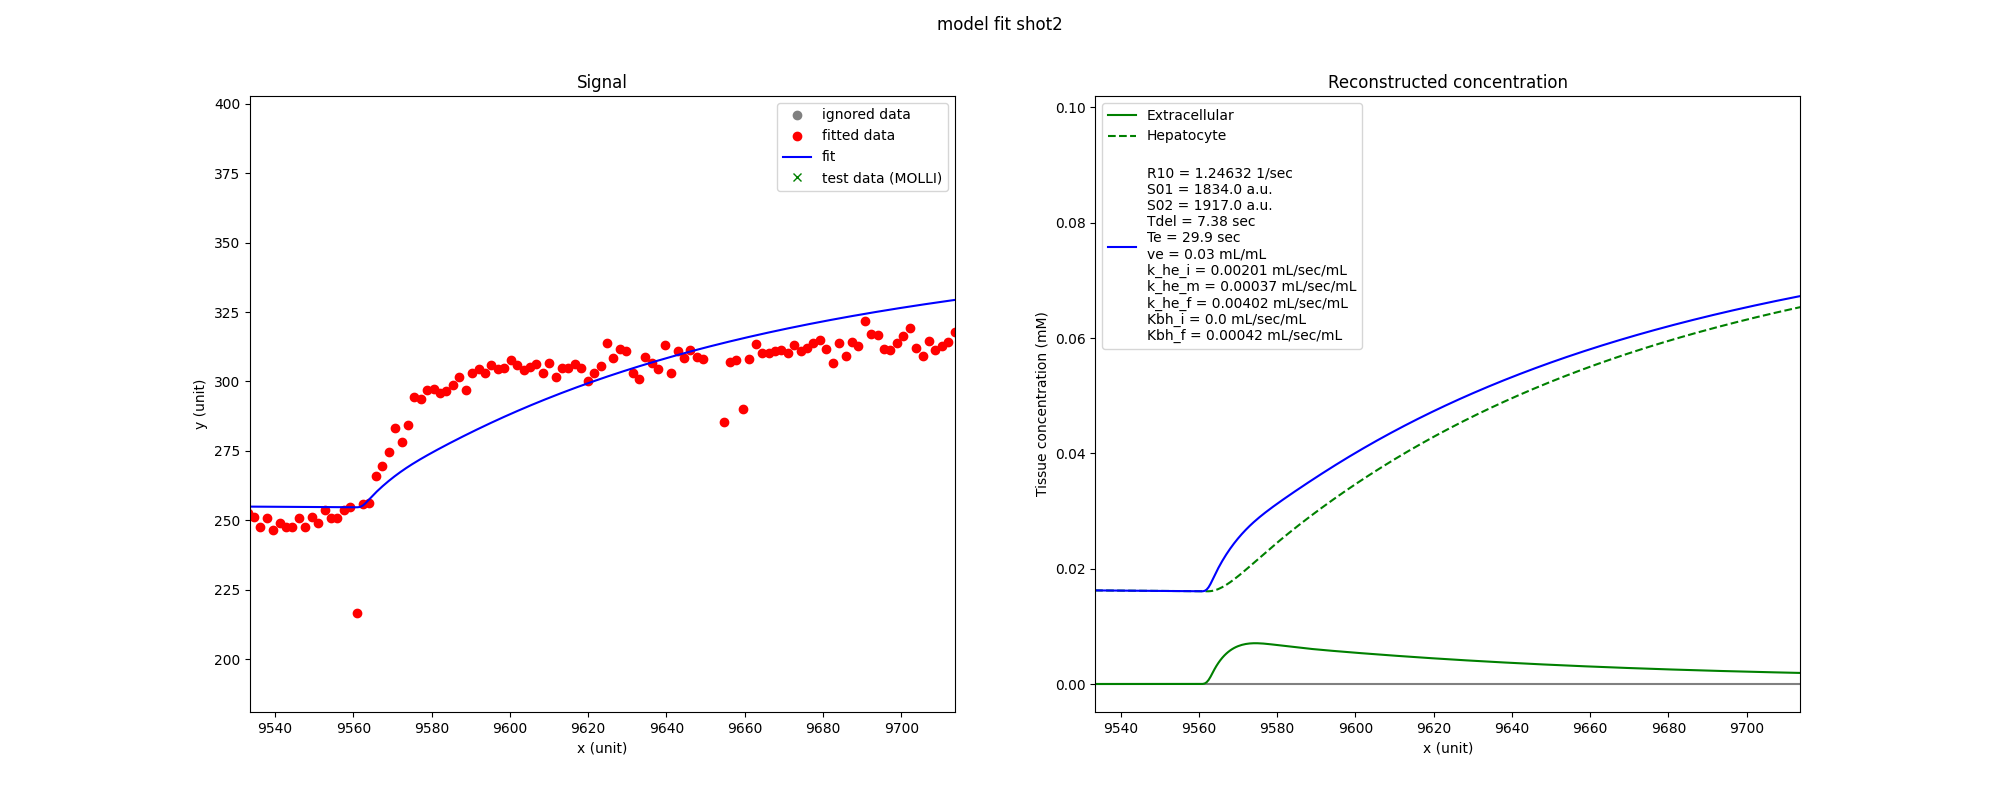 model fit shot2
Signal
400
375
350
325
300
275
250
225
200
y (unit)
ignored data
fitted data
fit
test data (MOLLI)
9540 9560 9580 9600 9620 9640 9660 9680 9700
x (unit)
Reconstructed concentration
0.10
0.08
0.06
0.04
0.02
0.00
Tissue concentration (mM)
Extracellular
Hepatocyte
R10 = 1.24632 1/sec
S01 = 1834.0 a.u.
S02 = 1917.0 a.u.
Tdel = 7.38 sec
Te = 29.9 sec
ve = 0.03 mL/mL
k_he_i = 0.00201 mL/sec/mL
k_he_m = 0.00037 mL/sec/mL
k_he_f = 0.00402 mL/sec/mL
Kbh_i = 0.0 mL/sec/mL
Kbh_f = 0.00042 mL/sec/mL
9540 9560 9580 9600 9620 9640 9660 9680 9700
x (unit)